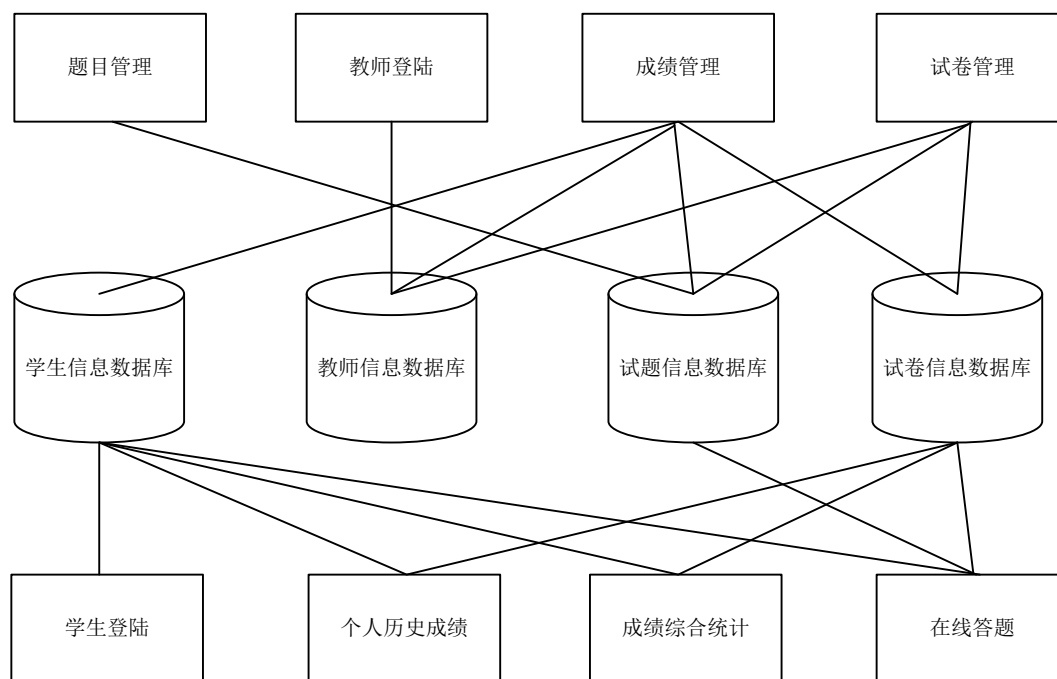 题目管理
教师登陆
成绩管理
试卷管理
学生信息数据库
教师信息数据库
试题信息数据库
试卷信息数据库
学生登陆
个人历史成绩
成绩综合统计
在线答题